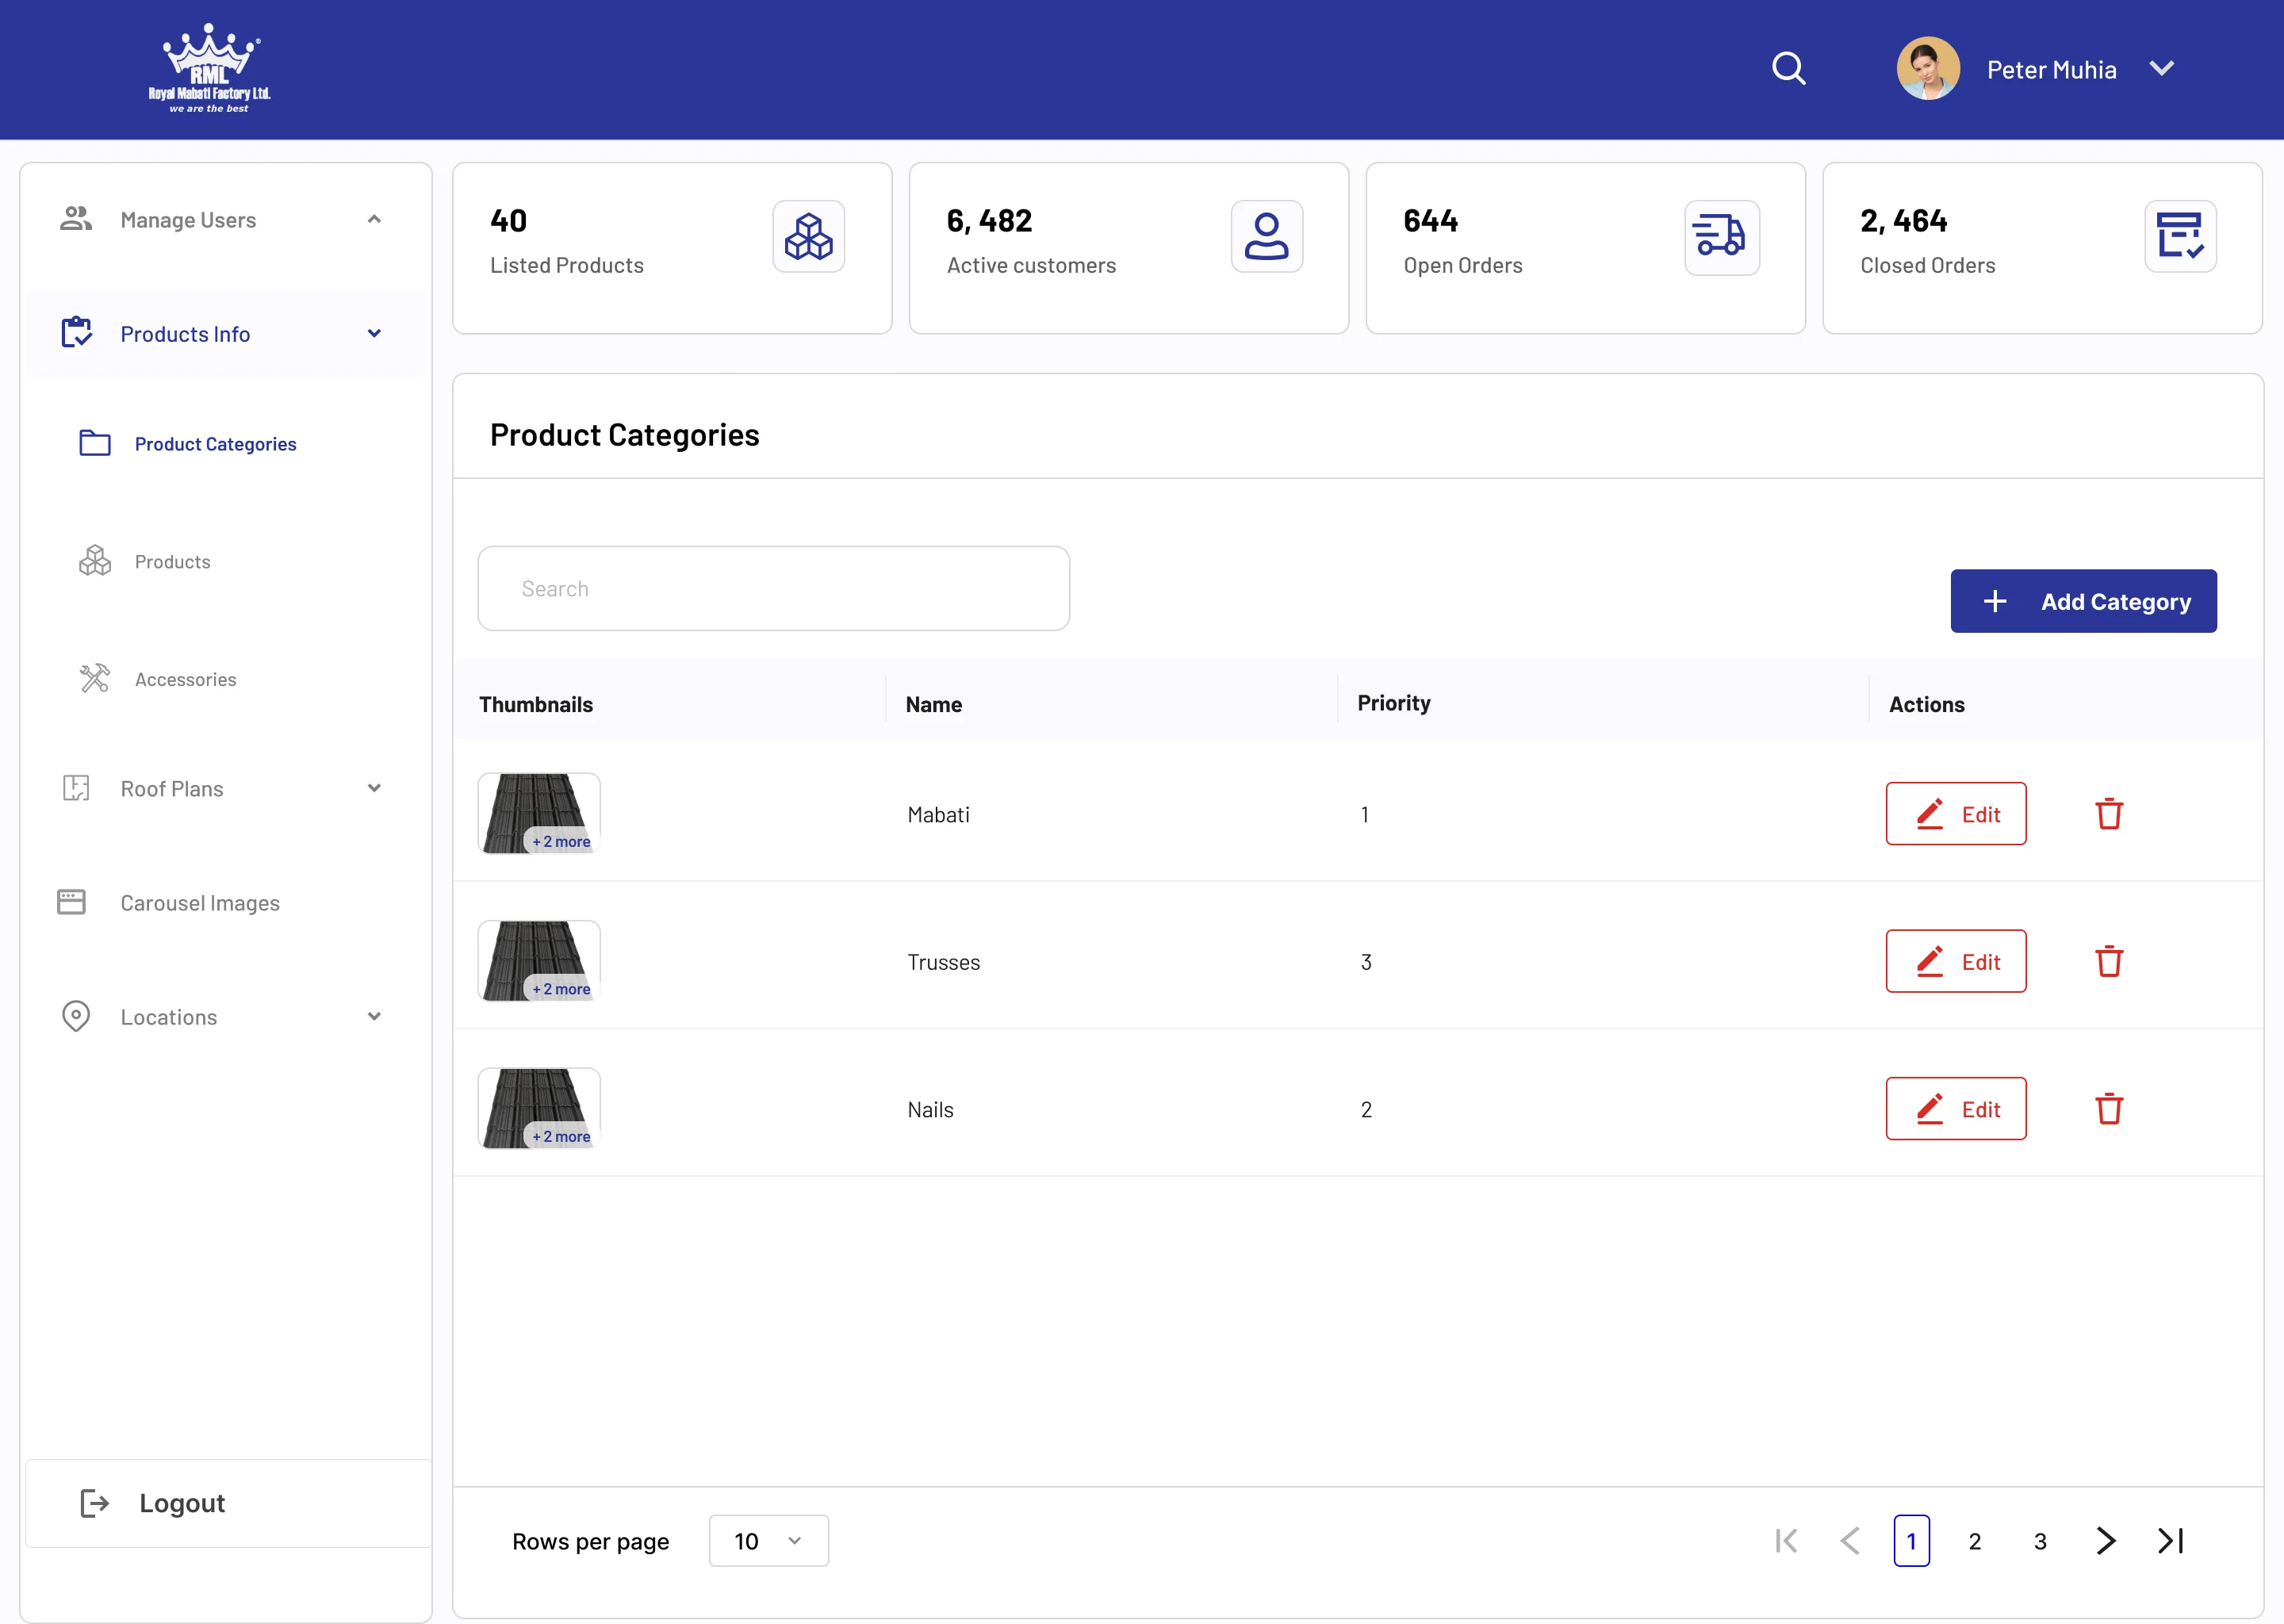 RML
Royal Mabati Factory Ltd.
we are the best
Peter Muhia
Manage Users
Products Info
Product Categories
Products
Accessories
Roof Plans
Carousel Images
Locations
Logout
40
Listed Products
6, 482
Active customers
644
Open Orders
2, 464
Closed Orders
Product Categories
Search
Add Category
Thumbnails Name Priority Actions
+ 2 more Mabati 1 Edit
+ 2 more Trusses 3 Edit
+ 2 more Nails 2 Edit
Rows per page 10 1 2 3